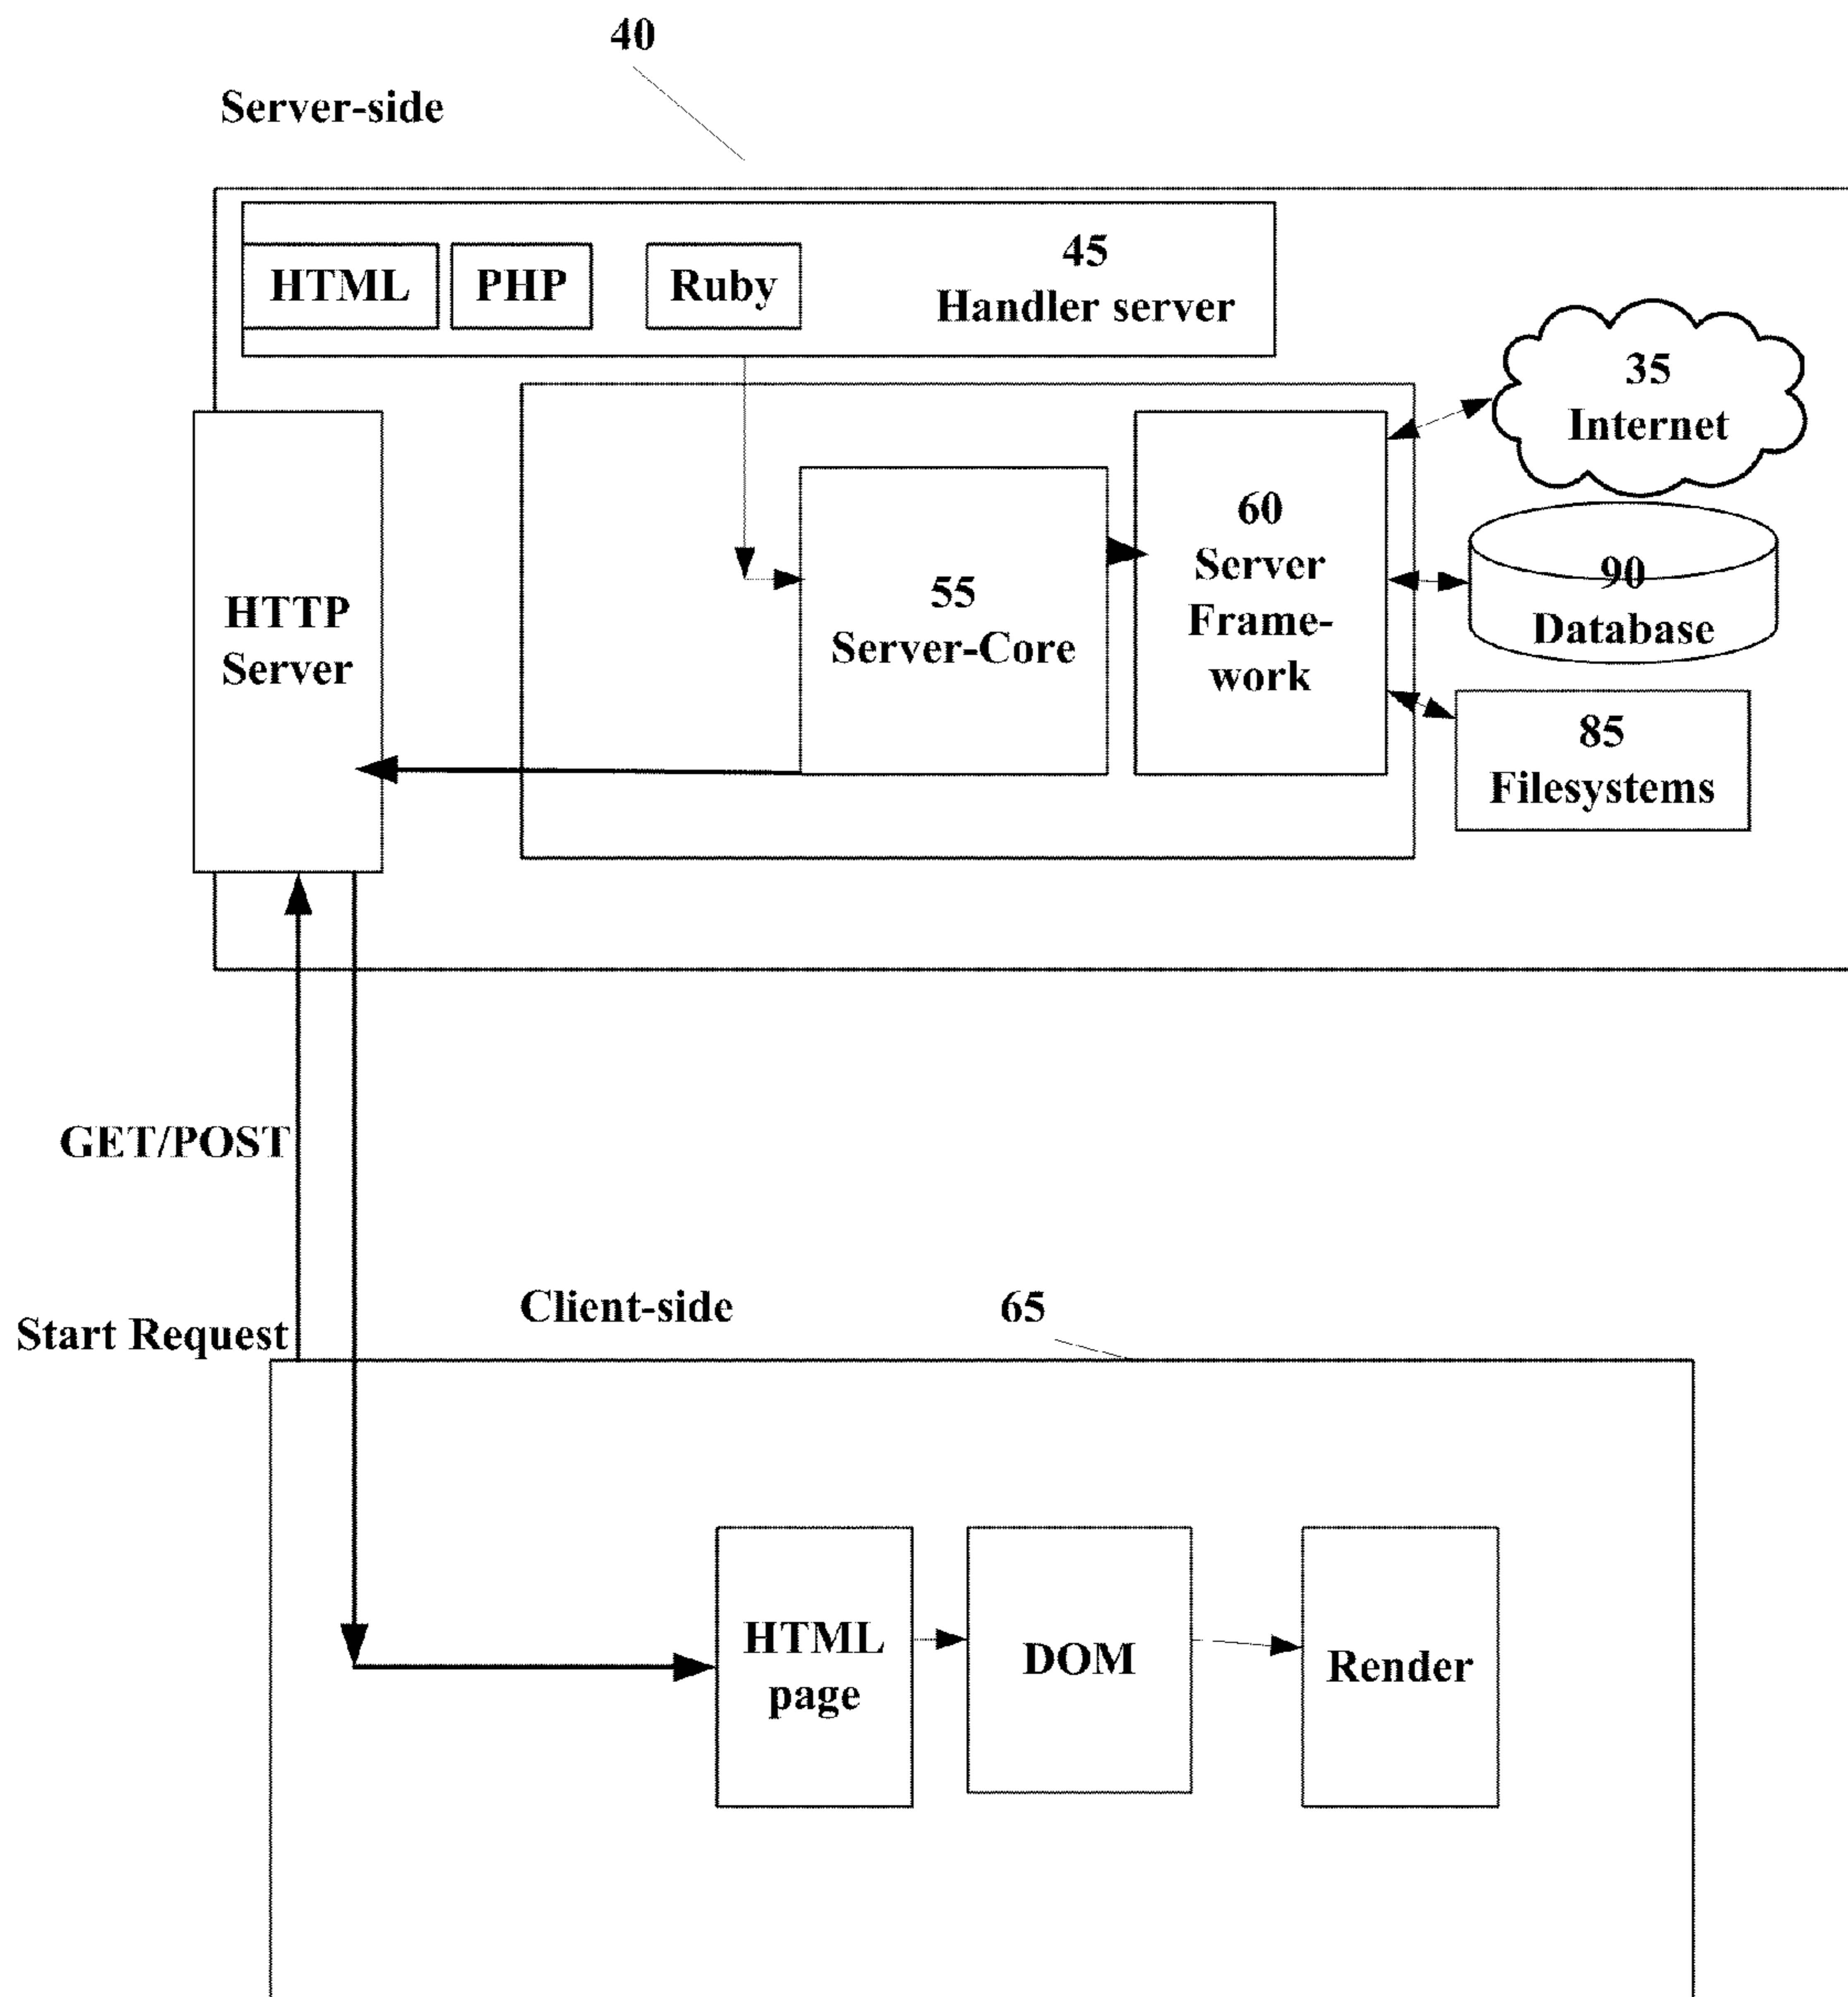 40
Server-side
HTML
PHP
Ruby
45
Handler server
35
Internet
HTTP
Server
55
Server-Core
60
Server
Frame-
work
90
Database
85
Filesystems
GET/POST
Start Request
Client-side
65
HTML
page
DOM
Render